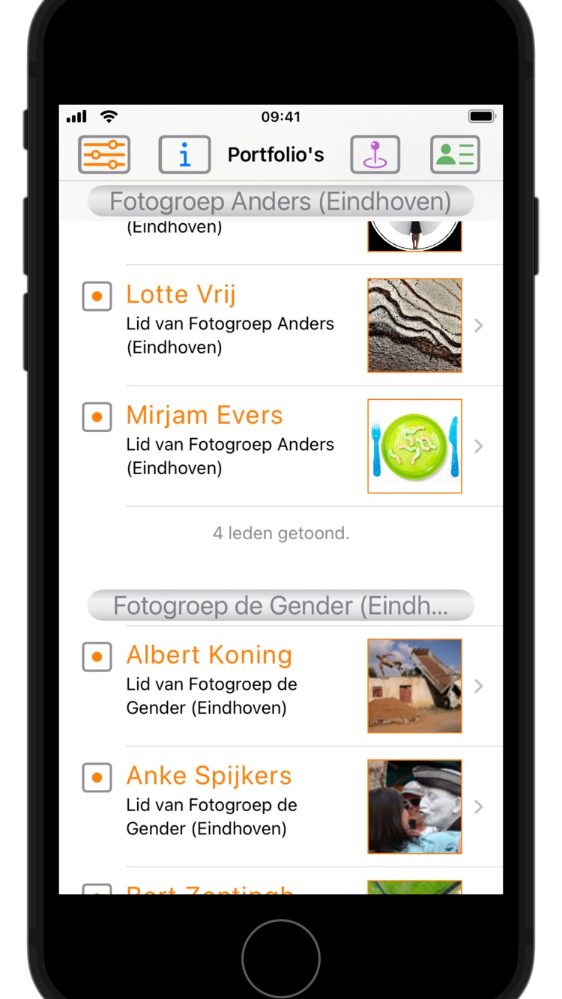 09:41
Portfolio's
Fotogroep Anders (Eindhoven)
(Eindhoven)
Lotte Vrij
Lid van Fotogroep Anders
(Eindhoven)
Mirjam Evers
Lid van Fotogroep Anders
(Eindhoven)
4 leden getoond.
Fotogroep de Gender (Eindh...
Albert Koning
Lid van Fotogroep de
Gender (Eindhoven)
Anke Spijkers
Lid van Fotogroep de
Gender (Eindhoven)
Bert Zantingh